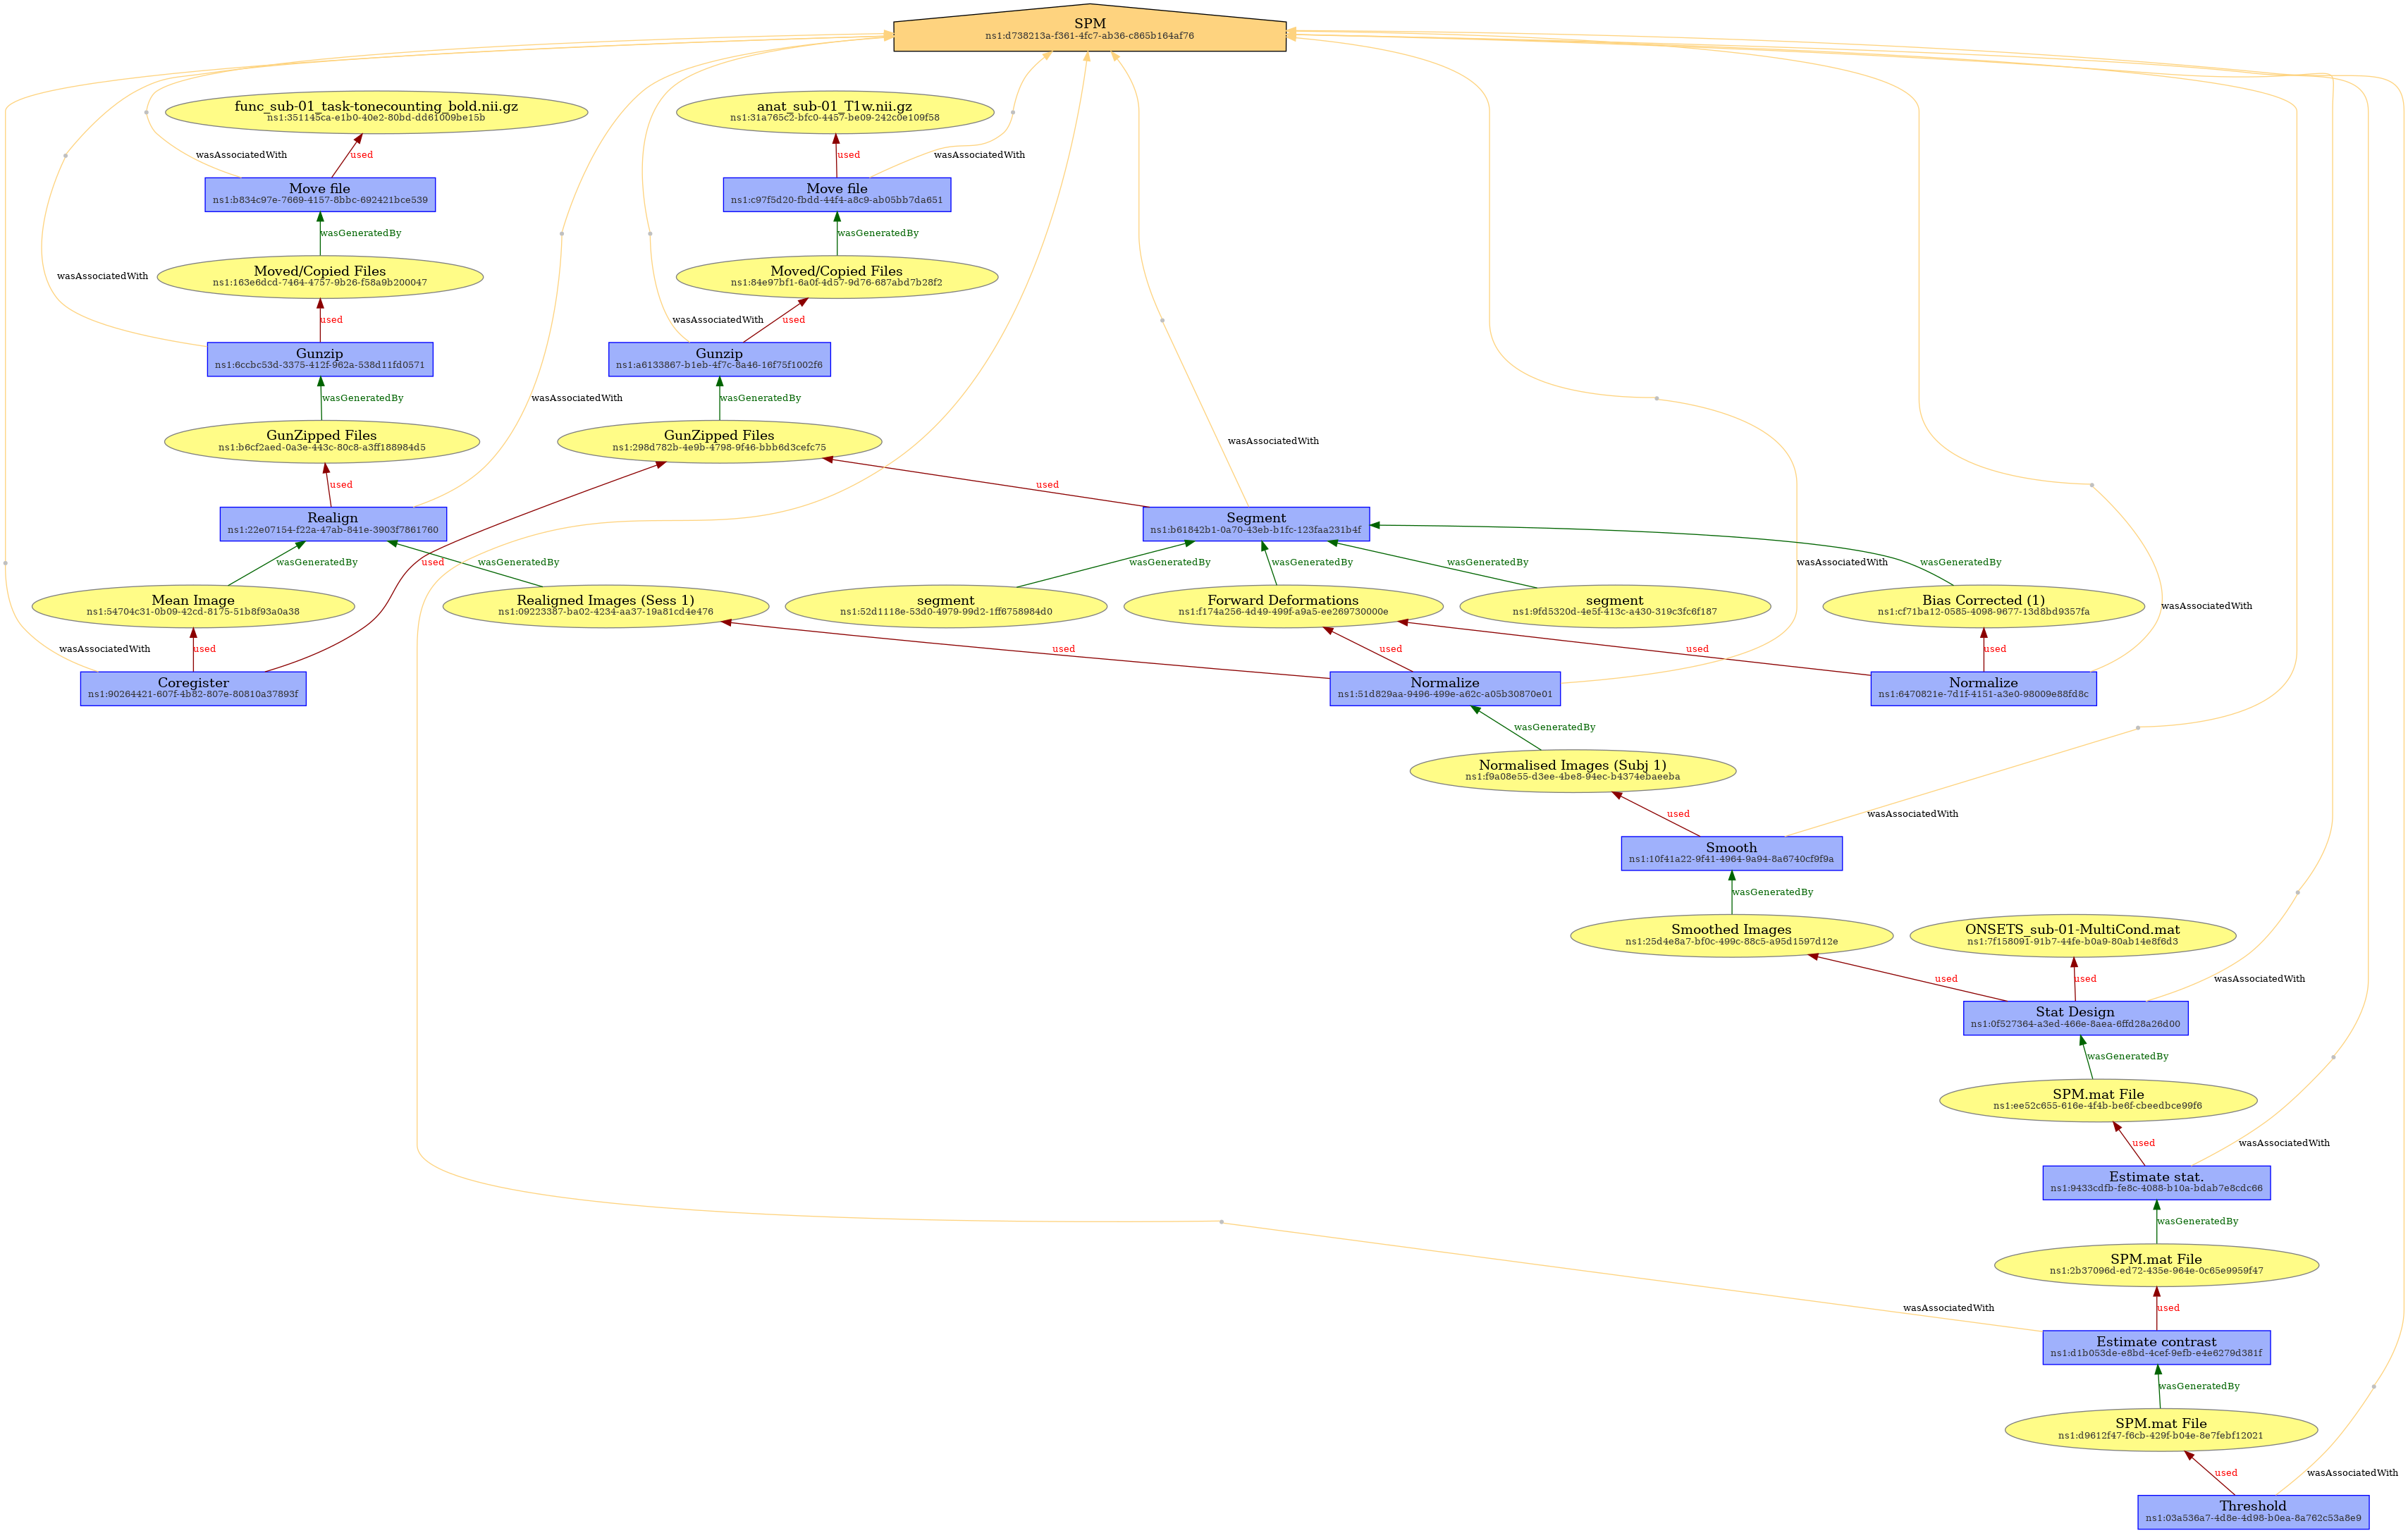 SPM
ns1:d738213a-f361-4fc7-ab36-c865b164af76
func_sub-01_task-tonecounting_bold.nii.gz
ns1:351145ca-e1b0-40e2-80bd-dd61009be15b
anat_sub-01_T1w.nii.gz
ns1:31a765c2-bfc0-4457-be09-242c0e109f58
wasAssociatedWith
used
used
wasAssociatedWith
Move file
ns1:b834c97e-7669-4157-8bbc-692421bce539
Move file
ns1:c97f5d20-fbdd-44f4-a8c9-ab05bb7da651
wasGeneratedBy
wasGeneratedBy
Moved/Copied Files
ns1:163e6dcd-7464-4757-9b26-f58a9b200047
Moved/Copied Files
ns1:84e97bf1-6a0f-4d57-9d76-687abd7b28f2
wasAssociatedWith
used
wasAssociatedWith
used
Gunzip
ns1:6ccbc53d-3375-412f-962a-538d11fd0571
Gunzip
ns1:a6133867-b1eb-4f7c-8a46-16f75f1002f6
wasGeneratedBy
wasAssociatedWith
wasGeneratedBy
GunZipped Files
ns1:b6cf2aed-0a3e-443c-80c8-a3ff188984d5
GunZipped Files
ns1:298d782b-4e9b-4798-9f46-bbb6d3cefc75
wasAssociatedWith
used
used
Realign
ns1:22e07154-f22a-47ab-841e-3903f7861760
Segment
ns1:b61842b1-0a70-43eb-b1fc-123faa231b4f
wasGeneratedBy
used
wasGeneratedBy
wasGeneratedBy
wasGeneratedBy
wasGeneratedBy
wasAssociatedWith
wasGeneratedBy
Mean Image
ns1:54704c31-0b09-42cd-8175-51b8f93a0a38
Realigned Images (Sess 1)
ns1:09223387-ba02-4234-aa37-19a81cd4e476
segment
ns1:52d1118e-53d0-4979-99d2-1ff6758984d0
Forward Deformations
ns1:f174a256-4d49-499f-a9a5-ee269730000e
segment
ns1:9fd5320d-4e5f-413c-a430-319c3fc6f187
Bias Corrected (1)
ns1:cf71ba12-0585-4098-9677-13d8bd9357fa
wasAssociatedWith
wasAssociatedWith
used
used
used
used
used
Coregister
ns1:90264421-607f-4b82-807e-80810a37893f
Normalize
ns1:51d829aa-9496-499e-a62c-a05b30870e01
Normalize
ns1:6470821e-7d1f-4151-a3e0-98009e88fd8c
wasGeneratedBy
Normalised Images (Subj 1)
ns1:f9a08e55-d3ee-4be8-94ec-b4374ebaeeba
used
wasAssociatedWith
Smooth
ns1:10f41a22-9f41-4964-9a94-8a6740cf9f9a
wasGeneratedBy
Smoothed Images
ns1:25d4e8a7-bf0c-499c-88c5-a95d1597d12e
ONSETS_sub-01-MultiCond.mat
ns1:7f158091-91b7-44fe-b0a9-80ab14e8f6d3
used
used
wasAssociatedWith
Stat Design
ns1:0f527364-a3ed-466e-8aea-6ffd28a26d00
wasGeneratedBy
SPM.mat File
ns1:ee52c655-616e-4f4b-be6f-cbeedbce99f6
used
wasAssociatedWith
Estimate stat.
ns1:9433cdfb-fe8c-4088-b10a-bdab7e8cdc66
wasGeneratedBy
SPM.mat File
ns1:2b37096d-ed72-435e-964e-0c65e9959f47
wasAssociatedWith
used
Estimate contrast
ns1:d1b053de-e8bd-4cef-9efb-e4e6279d381f
wasGeneratedBy
SPM.mat File
ns1:d9612f47-f6cb-429f-b04e-8e7febf12021
used
wasAssociatedWith
Threshold
ns1:03a536a7-4d8e-4d98-b0ea-8a762c53a8e9